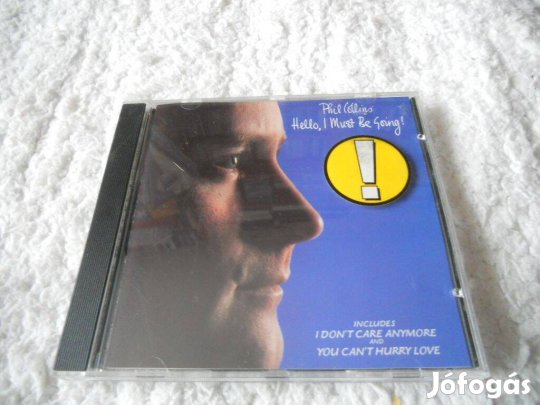 Phil Collins
Hello, I Must Be Going!
!
INCLUDES
I DON'T CARE ANYMORE
AND
YOU CAN'T HURRY LOVE
Jófogás